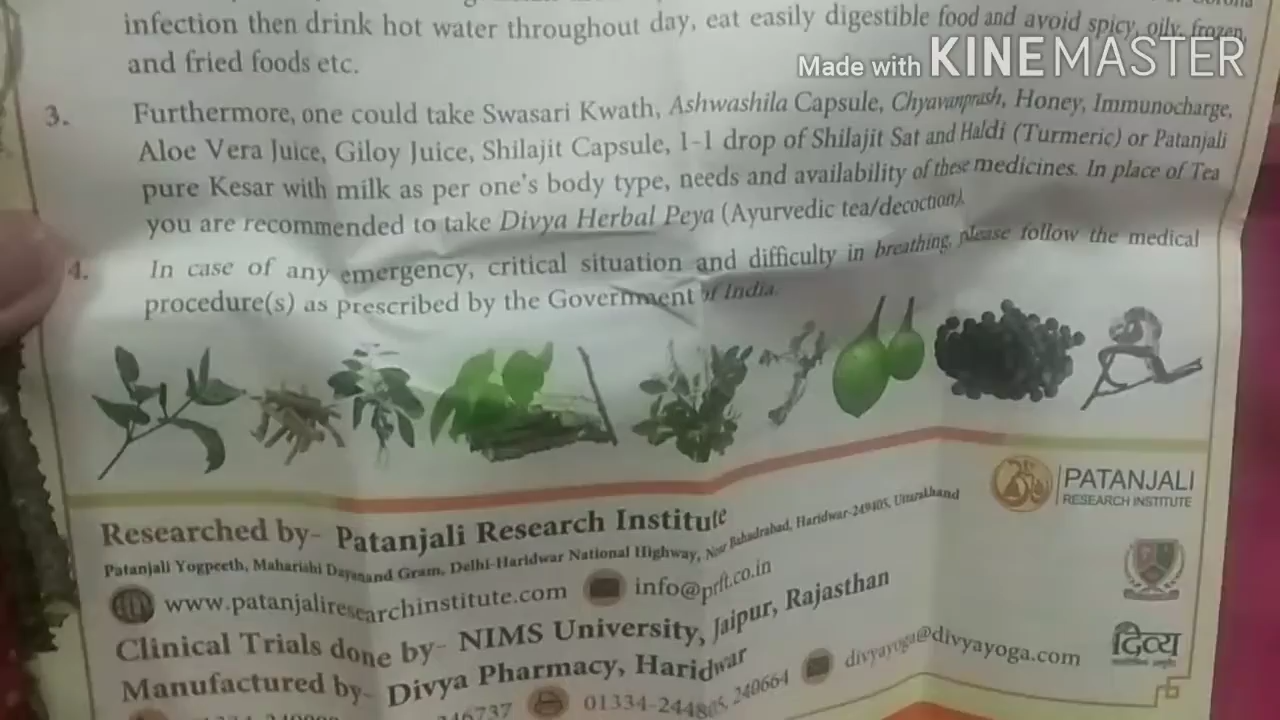 infection then drink hot water throughout day, eat easily digestible food and avoid spicy, oily, frozen,
and fried foods etc.
Made with KINEMASTER
3. Furthermore, one could take Swasari Kwath, Ashwashila Capsule, Chyavanprash, Honey, Immunocharge,
Aloe Vera Juice, Giloy Juice, Shilajit Capsule, 1-1 drop of Shilajit Sat and Haldi (Turmeric) or Patanjali
pure Kesar with milk as per one's body type, needs and availability of these medicines. In place of Tea
you are recommended to take Divya Herbal Peya (Ayurvedic tea/decoction).
4. In case of any emergency, critical situation and difficulty in breathing, please follow the medical
procedure(s) as prescribed by the Government of India.
PATANJALI
RESEARCH INSTITUTE
Researched by- Patanjali Research Institute
Patanjali Yogpeeth, Maharishi Dayanand Gram, Delhi-Haridwar National Highway, Near Bahadrabad, Haridwar-249405, Uttarakhand
www.patanjaliresearchinstitute.com info@prft.co.in
Clinical Trials done by- NIMS University, Jaipur, Rajasthan
Manufactured by- Divya Pharmacy, Haridwar
दिव्य
246737 01334-244805, 240664 divyayoga@divyayoga.com